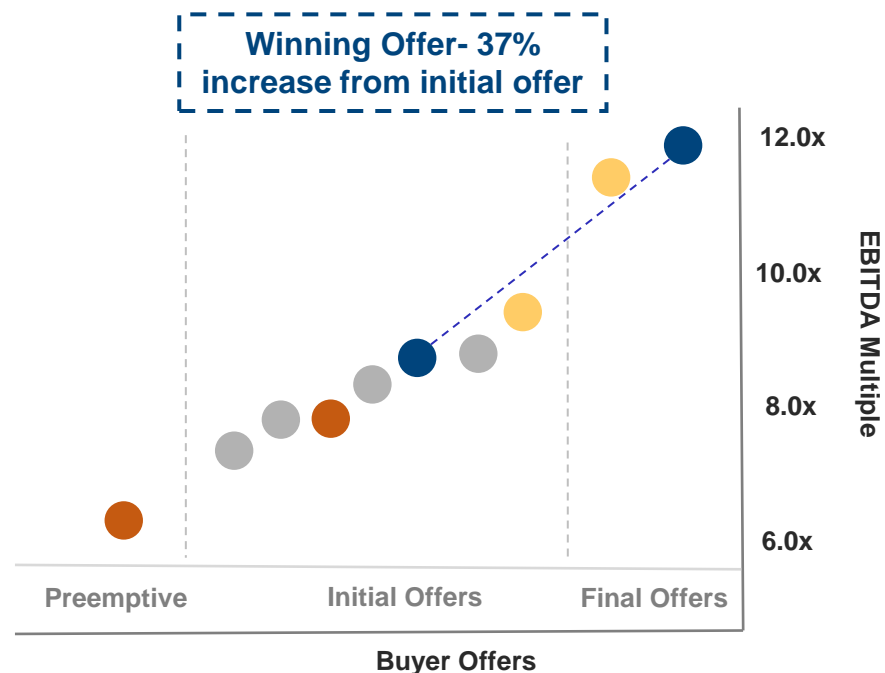 Winning Offer- 37%
increase from initial offer
12.0x
10.0x
8.0x
6.0x
EBITDA Multiple
Preemptive
Initial Offers
Final Offers
Buyer Offers